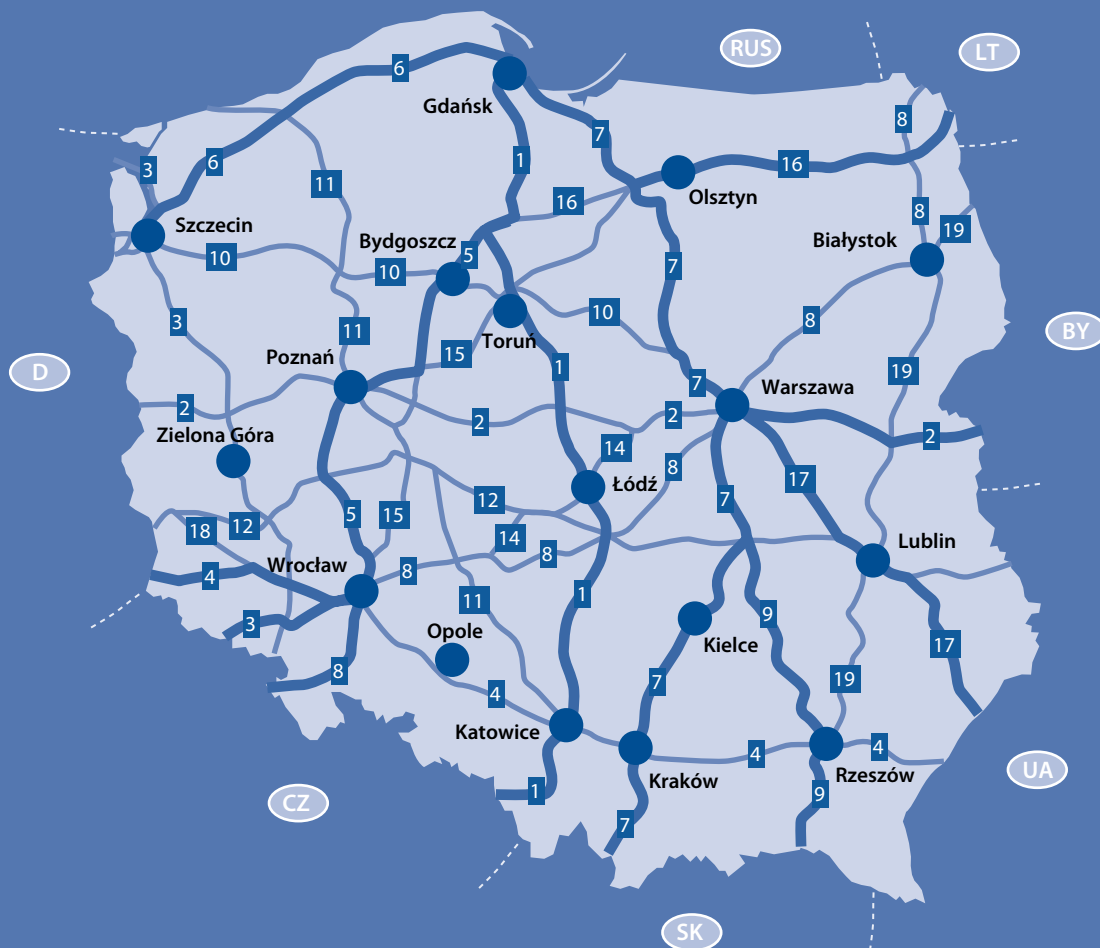 RUS
LT
6
Gdańsk
8
7
1
3
6
16
11
16
Olsztyn
Szczecin
8
19
Bydgoszcz
Białystok
10
5
10
7
3
10
8
11
Toruń
BY
15
Poznań
1
D
19
7
Warszawa
2
2
2
Zielona Góra
2
14
8
17
Łódź
12
7
5
15
18
12
14
Lublin
8
8
Wrocław
4
11
1
9
3
Opole
Kielce
17
8
7
19
4
Katowice
4
4
Rzeszów
UA
Kraków
1
9
CZ
7
SK